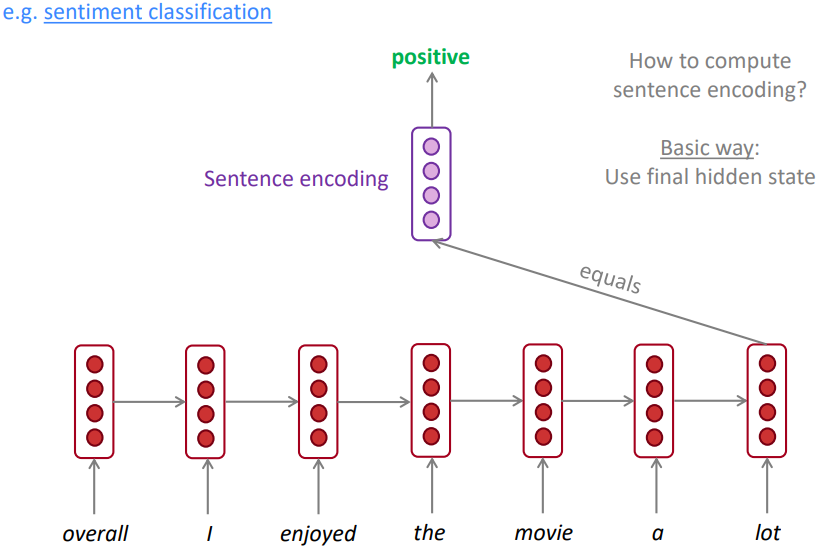 e.g. sentiment classification
positive
How to compute
sentence encoding?
Basic way:
Use final hidden state
Sentence encoding
equals
overall I enjoyed the movie a lot